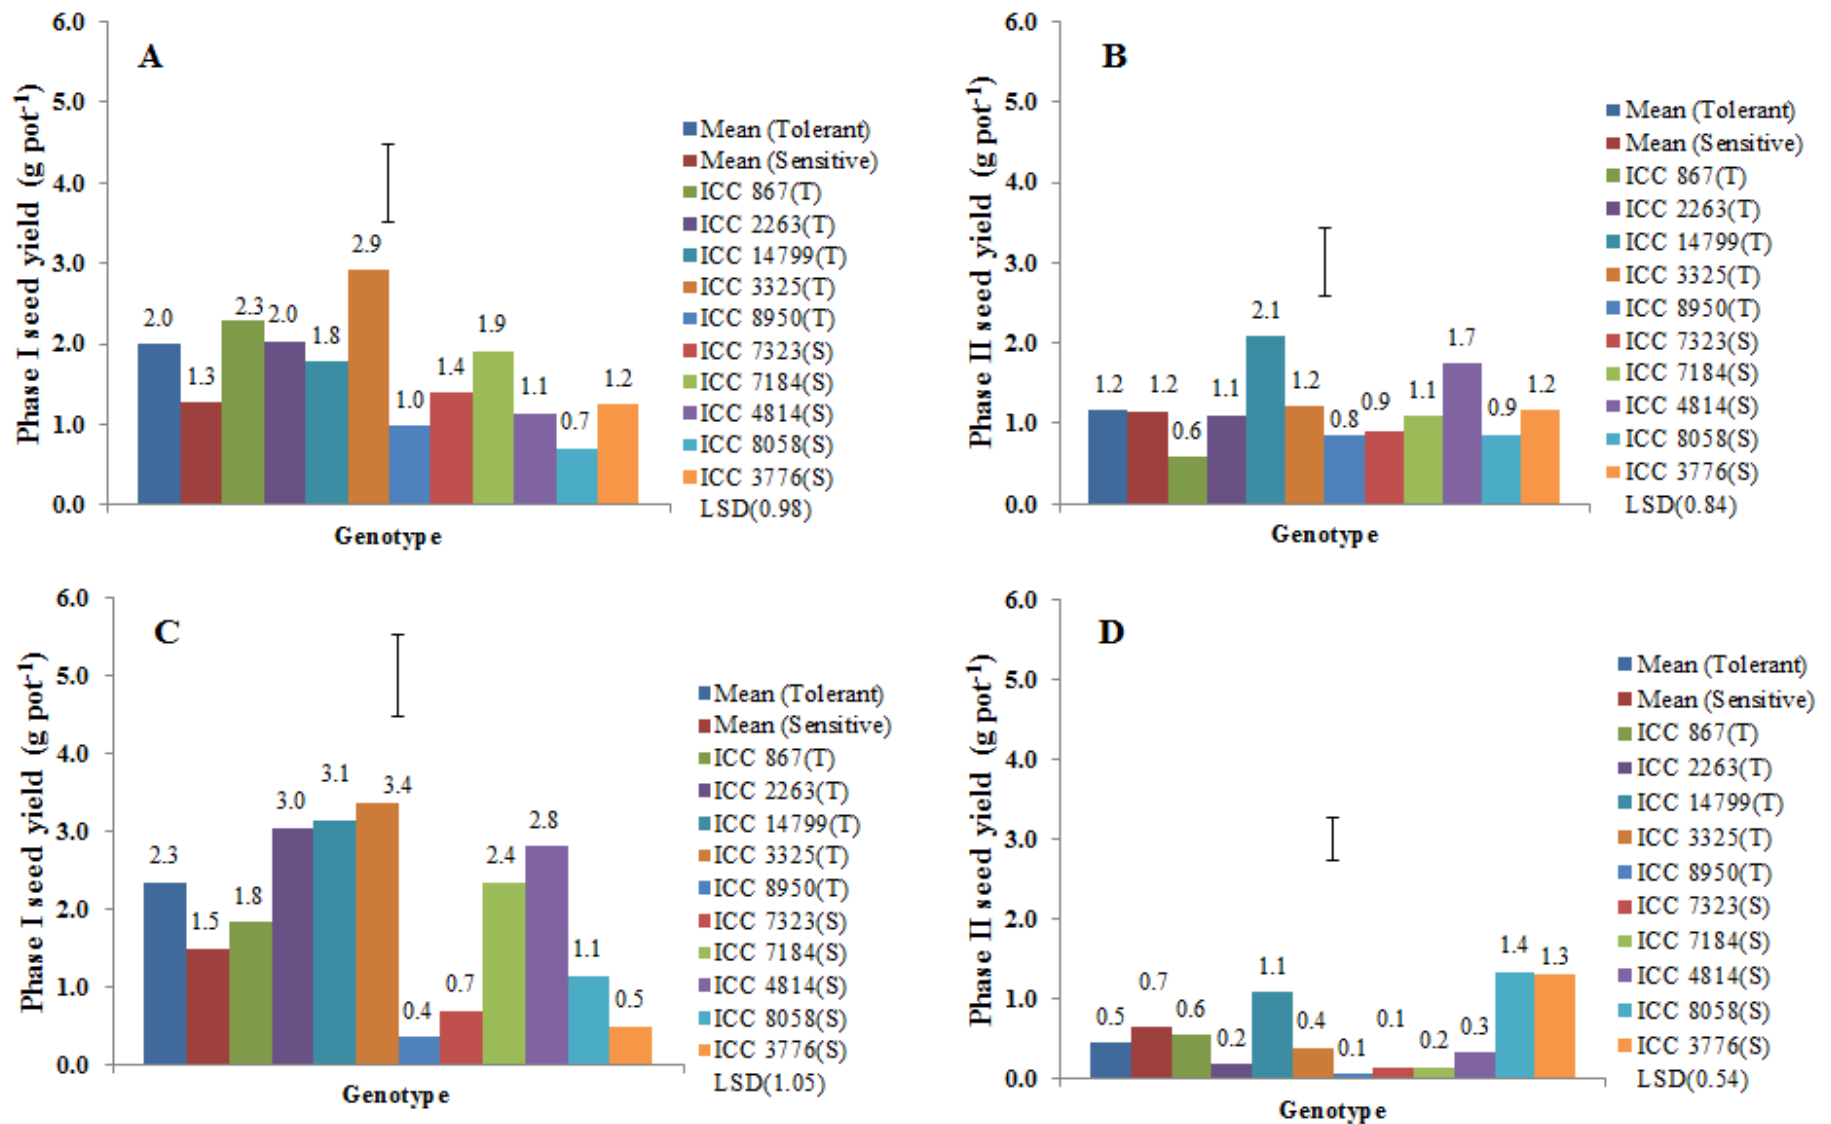 A
Phase I seed yield (g pot-1)
6.0
5.0
4.0
3.0
2.0
1.0
0.0
2.0
1.3
2.3
2.0
1.8
2.9
1.0
1.4
1.9
1.1
0.7
1.2
Genotype
Mean (Tolerant)
Mean (Sensitive)
ICC 867(T)
ICC 2263(T)
ICC 14799(T)
ICC 3325(T)
ICC 8950(T)
ICC 7323(S)
ICC 7184(S)
ICC 4814(S)
ICC 8058(S)
ICC 3776(S)
LSD(0.98)
B
Phase II seed yield (g pot-1)
6.0
5.0
4.0
3.0
2.0
1.0
0.0
1.2
1.2
0.6
1.1
2.1
1.2
0.8
0.9
1.1
1.7
0.9
1.2
Genotype
Mean (Tolerant)
Mean (Sensitive)
ICC 867(T)
ICC 2263(T)
ICC 14799(T)
ICC 3325(T)
ICC 8950(T)
ICC 7323(S)
ICC 7184(S)
ICC 4814(S)
ICC 8058(S)
ICC 3776(S)
LSD(0.84)
C
Phase I seed yield (g pot-1)
6.0
5.0
4.0
3.0
2.0
1.0
0.0
2.3
1.5
1.8
3.0
3.1
3.4
0.4
0.7
2.4
2.8
1.1
0.5
Genotype
Mean (Tolerant)
Mean (Sensitive)
ICC 867(T)
ICC 2263(T)
ICC 14799(T)
ICC 3325(T)
ICC 8950(T)
ICC 7323(S)
ICC 7184(S)
ICC 4814(S)
ICC 8058(S)
ICC 3776(S)
LSD(1.05)
D
Phase II seed yield (g pot-1)
6.0
5.0
4.0
3.0
2.0
1.0
0.0
0.5
0.7
0.6
0.2
1.1
0.4
0.1
0.1
0.2
0.3
1.4
1.3
Genotype
Mean (Tolerant)
Mean (Sensitive)
ICC 867(T)
ICC 2263(T)
ICC 14799(T)
ICC 3325(T)
ICC 8950(T)
ICC 7323(S)
ICC 7184(S)
ICC 4814(S)
ICC 8058(S)
ICC 3776(S)
LSD(0.54)